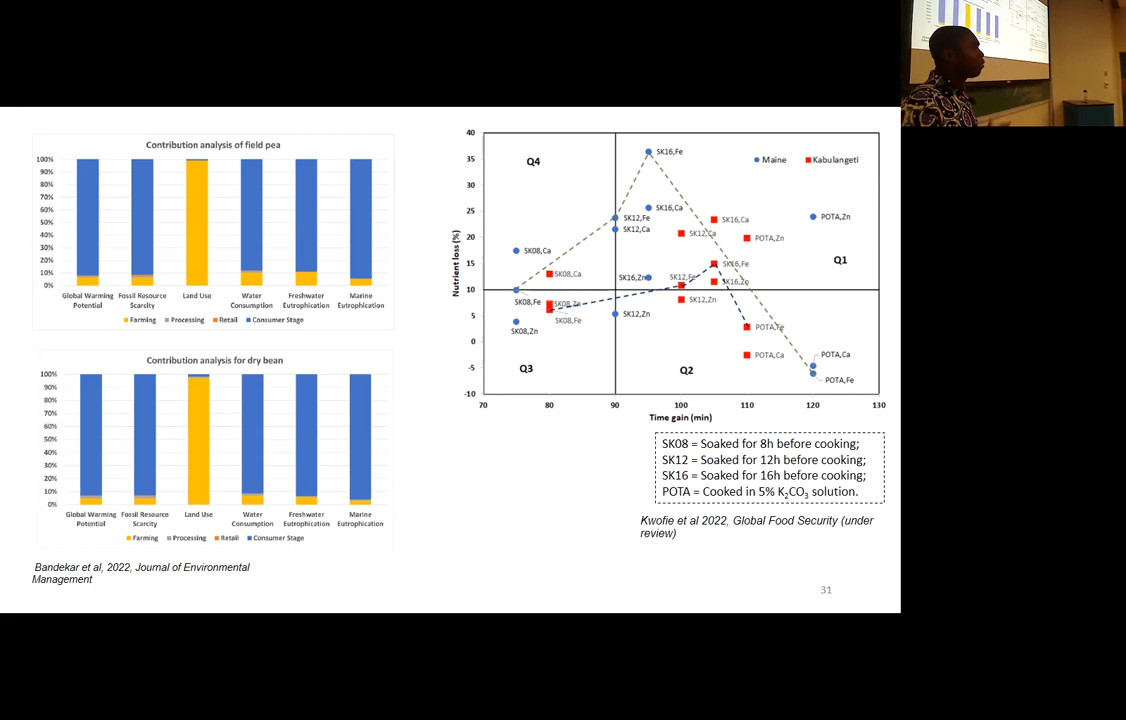 Contribution analysis of field pea
100%
90%
80%
70%
60%
50%
40%
30%
20%
10%
0%
Global Warming Potential
Fossil Resource Scarcity
Land Use
Water Consumption
Freshwater Eutrophication
Marine Eutrophication
Farming Processing Retail Consumer Stage
Contribution analysis for dry bean
100%
90%
80%
70%
60%
50%
40%
30%
20%
10%
0%
Global Warming Potential
Fossil Resource Scarcity
Land Use
Water Consumption
Freshwater Eutrophication
Marine Eutrophication
Farming Processing Retail Consumer Stage
Bandekar et al, 2022, Journal of Environmental
Management
Nutrient loss (%)
40
35
30
25
20
15
10
5
0
-5
-10
Q4
Maine Kabulangeti
SK16,Fe
SK16,Ca
SK12,Fe
SK12,Ca
SK16,Ca
POTA,Zn
SK12,Ca
POTA,Zn
SK08,Ca
Q1
SK08,Ca
SK16,Fe
SK16,Zn
SK12,Fe
SK16,Zn
SK08,Fe
SK08,Zn
SK12,Zn
SK08,Fe
SK12,Zn
SK08,Zn
POTA,Fe
POTA,Ca
POTA,Ca
Q3
Q2
POTA,Fe
70 80 90 100 110 120 130
Time gain (min)
SK08 = Soaked for 8h before cooking;
SK12 = Soaked for 12h before cooking;
SK16 = Soaked for 16h before cooking;
POTA = Cooked in 5% K₂CO₃ solution.
Kwofie et al 2022, Global Food Security (under
review)
31